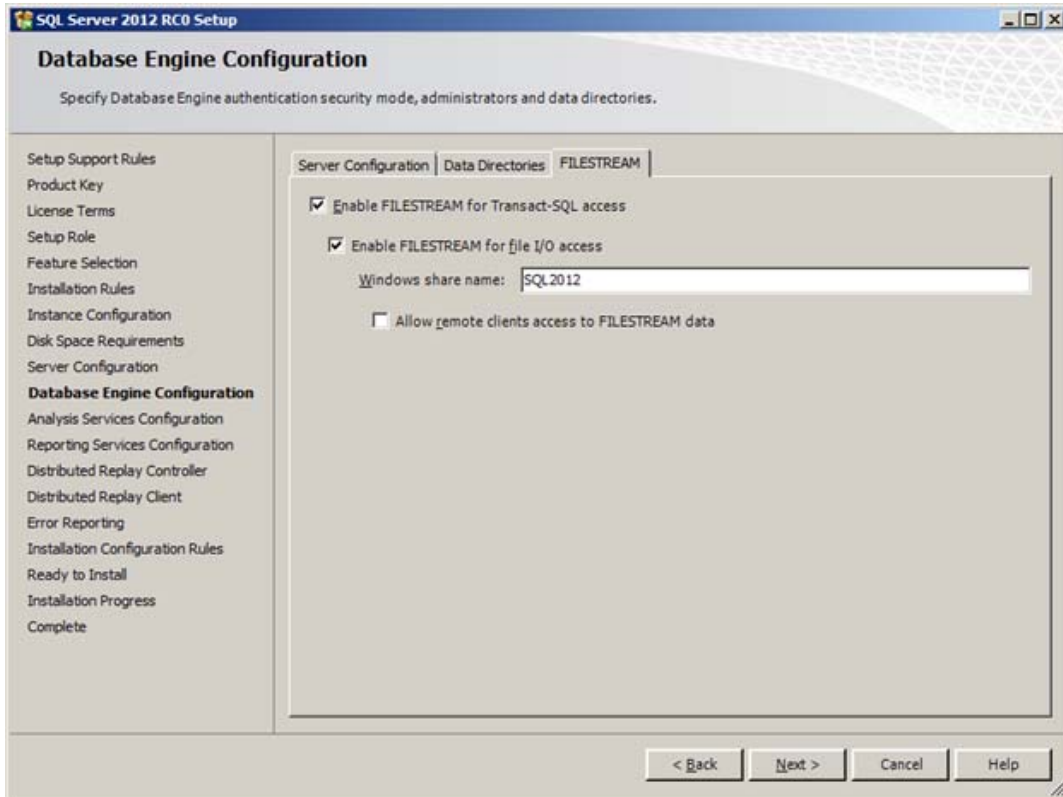 SQL Server 2012 RC0 Setup
Database Engine Configuration
Specify Database Engine authentication security mode, administrators and data directories.
Setup Support Rules
Product Key
License Terms
Setup Role
Feature Selection
Installation Rules
Instance Configuration
Disk Space Requirements
Server Configuration
Database Engine Configuration
Analysis Services Configuration
Reporting Services Configuration
Distributed Replay Controller
Distributed Replay Client
Error Reporting
Installation Configuration Rules
Ready to Install
Installation Progress
Complete
Server Configuration Data Directories FILESTREAM
Enable FILESTREAM for Transact-SQL access
Enable FILESTREAM for file I/O access
Windows share name: SQL2012
Allow remote clients access to FILESTREAM data
< Back Next > Cancel Help